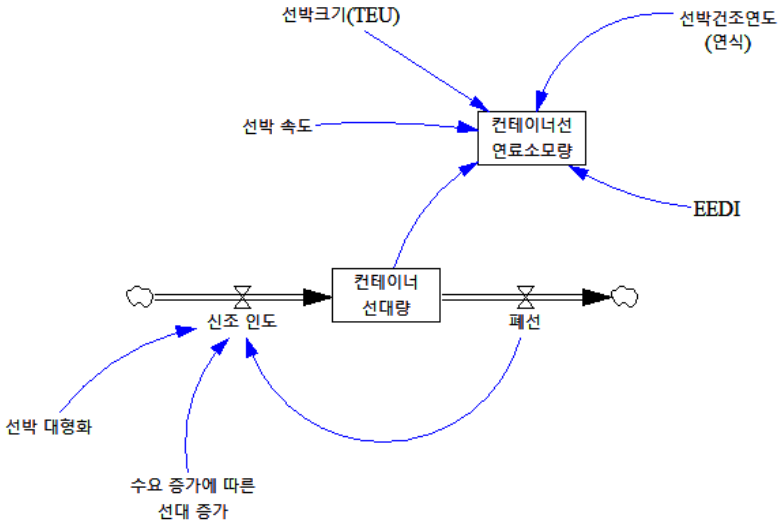 선박크기(TEU)
선박건조연도
(연식)
선박 속도
컨테이너선
연료소모량
EEDI
컨테이너
선대량
신조 인도
폐선
선박 대형화
수요 증가에 따른
선대 증가